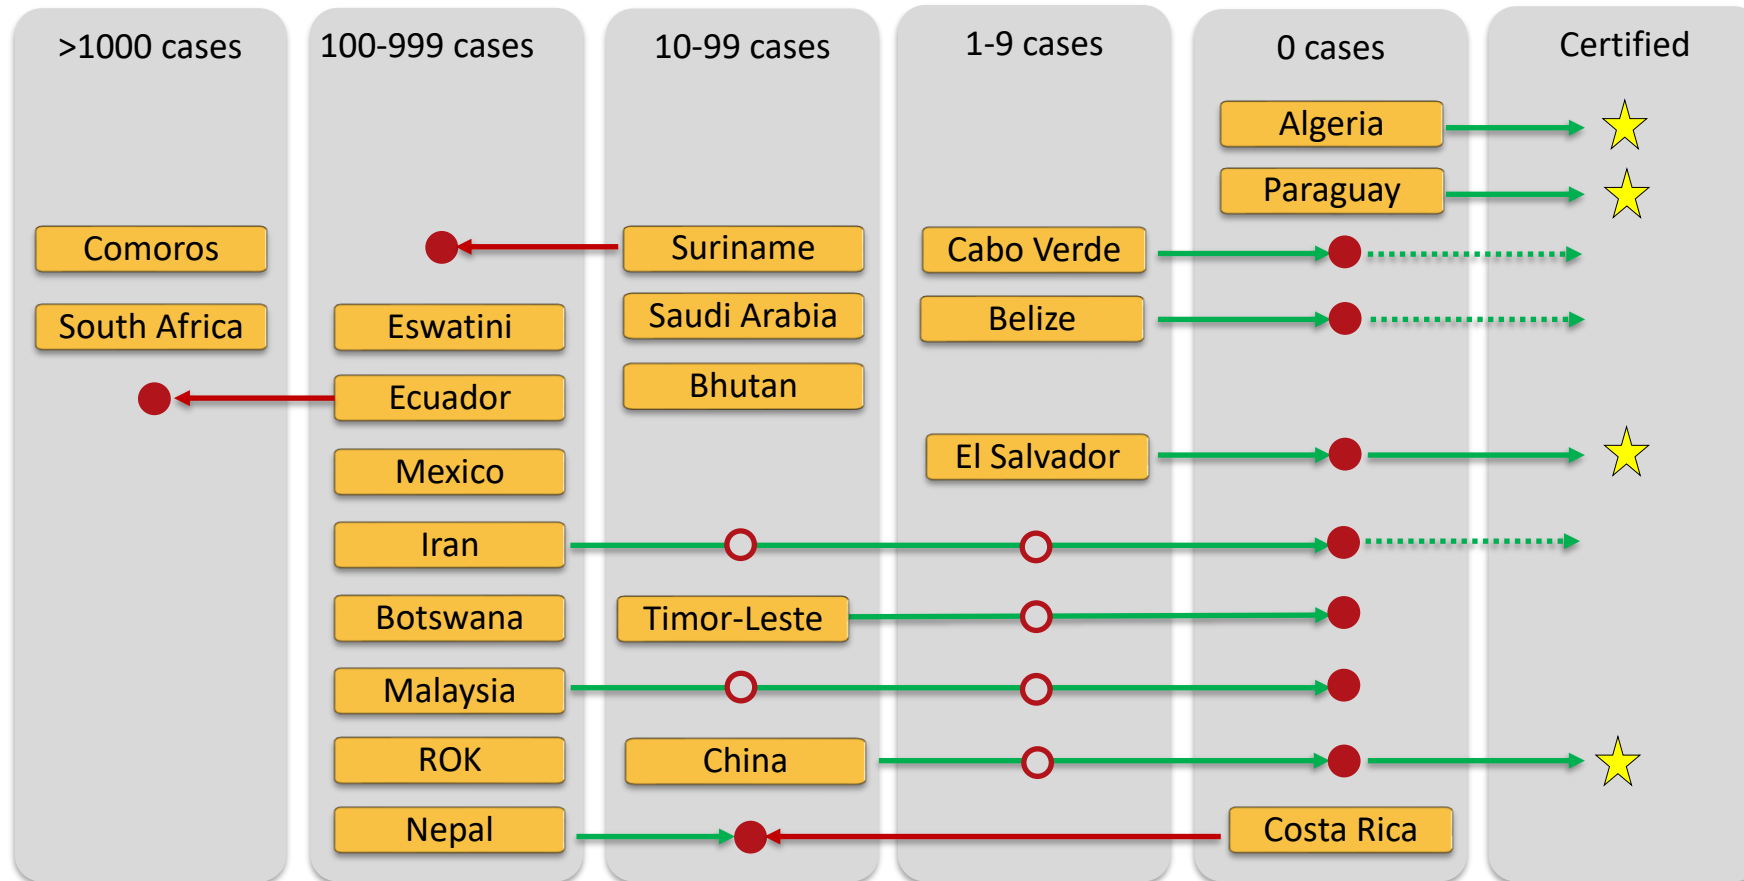 >1000 cases
100-999 cases
10-99 cases
1-9 cases
0 cases
Certified
Algeria
Paraguay
Comoros
Suriname
Cabo Verde
South Africa
Eswatini
Saudi Arabia
Belize
Ecuador
Bhutan
Mexico
El Salvador
Iran
Botswana
Timor-Leste
Malaysia
ROK
China
Nepal
Costa Rica